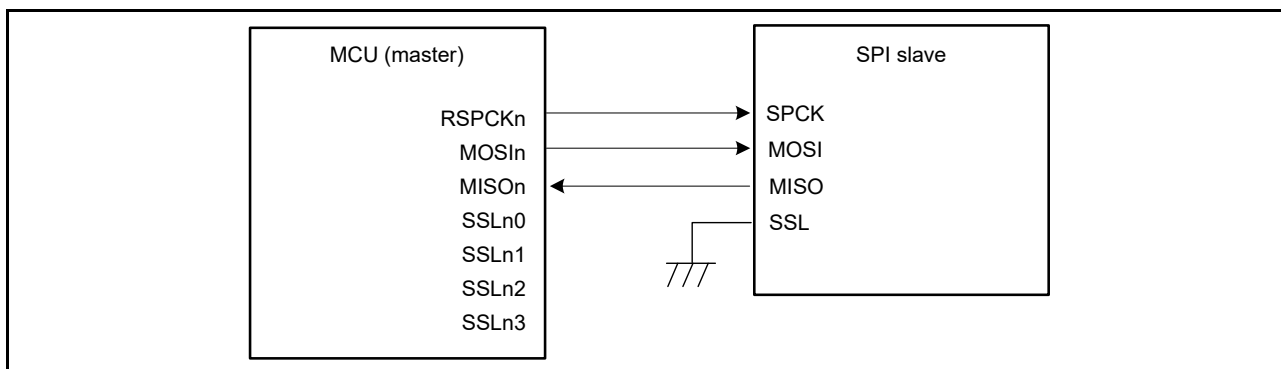 MCU (master)
RSPCKn
MOSIn
MISOn
SSLn0
SSLn1
SSLn2
SSLn3
SPI slave
SPCK
MOSI
MISO
SSL